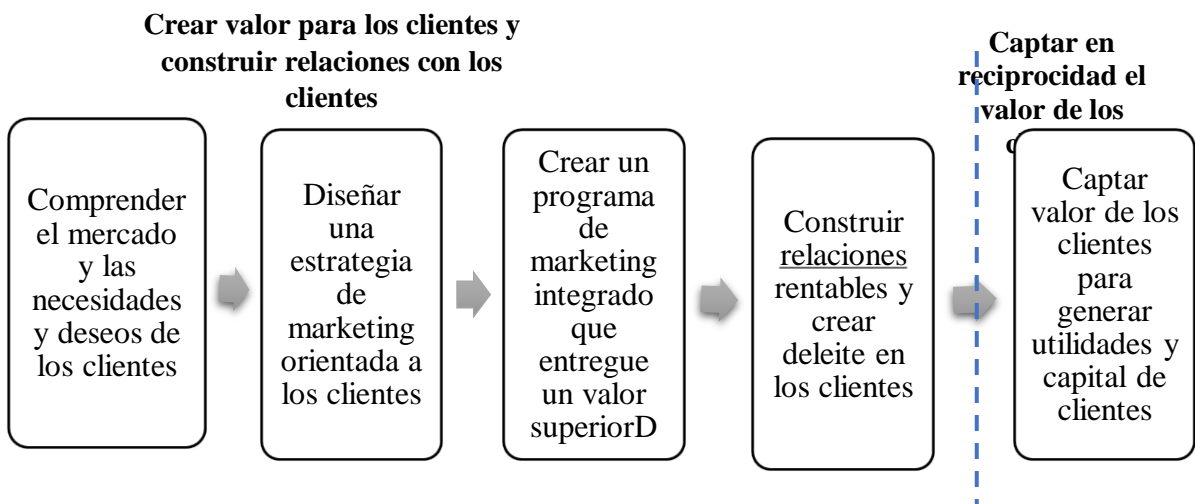 Crear valor para los clientes y
construir relaciones con los
clientes
Captar en
reciprocidad el
valor de los
Comprender
el mercado
y las
necesidades
y deseos de
los clientes
Diseñar
una
estrategia
de
marketing
orientada a
los clientes
Crear un
programa
de
marketing
integrado
que
entregue
un valor
superiorD
Construir
relaciones
rentables y
crear
deleite en
los clientes
Captar
valor de los
clientes
para
generar
utilidades y
capital de
clientes